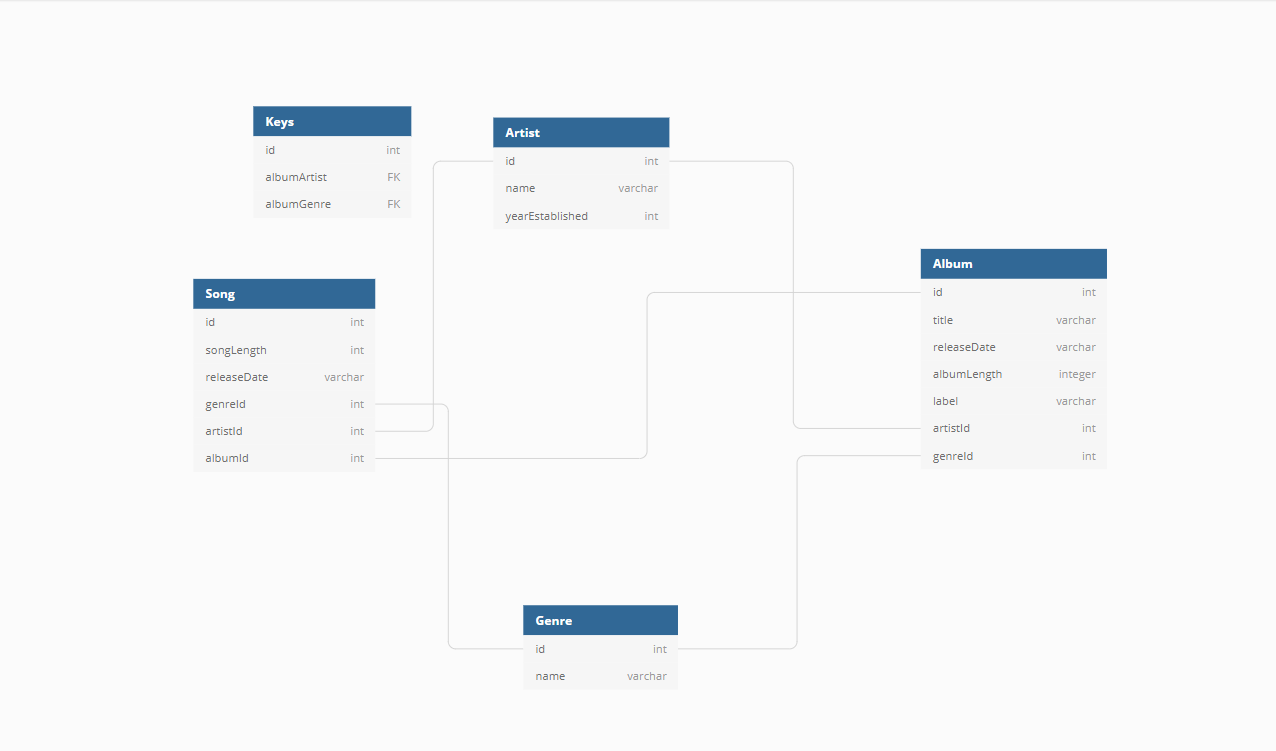 Keys
id int
albumArtist FK
albumGenre FK
Artist
id int
name varchar
yearEstablished int
Song
id int
songLength int
releaseDate varchar
genreId int
artistId int
albumId int
Album
id int
title varchar
releaseDate varchar
albumLength integer
label varchar
artistId int
genreId int
Genre
id int
name varchar